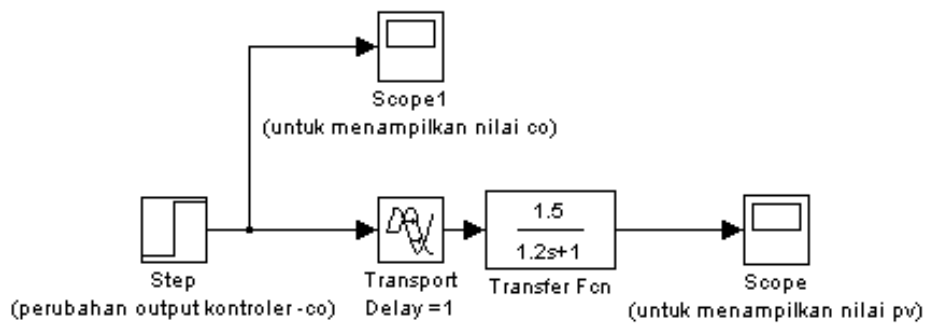 Scope1
(untuk menampilkan nilai co)
1.5
1.2s+1
Step
(perubahan output kontroler -co)
Transport
Delay =1
Transfer Fcn
Scope
(untuk menampilkan nilai pv)